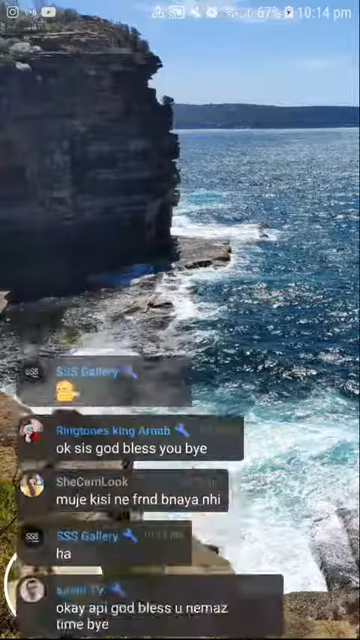 67% 10:14 pm
SSS Gallery
Ringtones king Arnab
ok sis god bless you bye
SheCamLook
muje kisi ne frnd bnaya nhi
SSS Gallery
ha
okay api god bless u nemaz
time bye